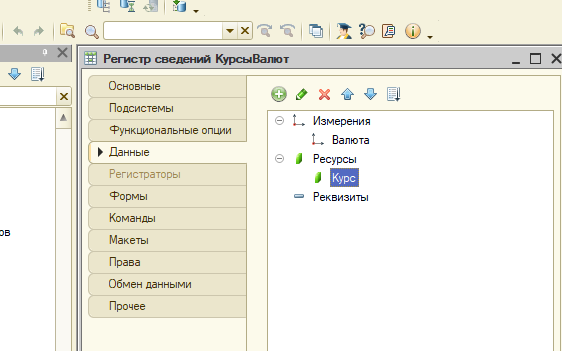 Регистр сведений КурсыВалют
Основные
Подсистемы
Функциональные опции
Данные
Регистраторы
Формы
Команды
Макеты
Права
Обмен данными
Прочее
Измерения
Валюта
Ресурсы
Курс
Реквизиты
ов